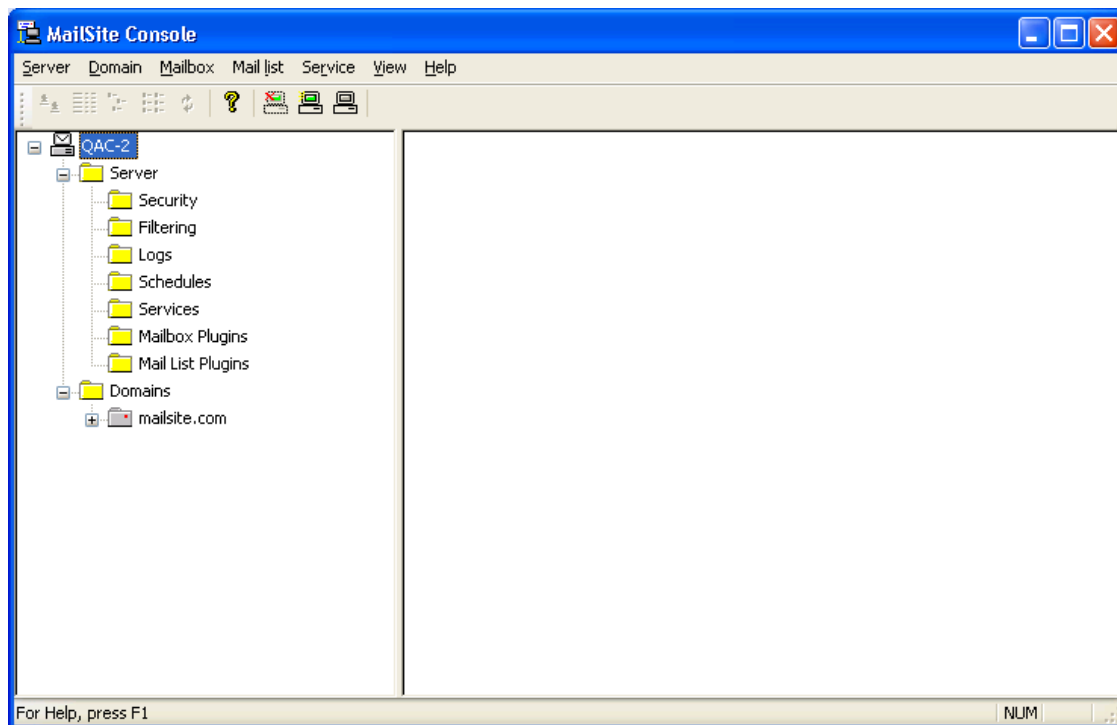 MailSite Console
Server Domain Mailbox Mail list Service View Help
QAC-2
Server
Security
Filtering
Logs
Schedules
Services
Mailbox Plugins
Mail List Plugins
Domains
mailsite.com
For Help, press F1 NUM